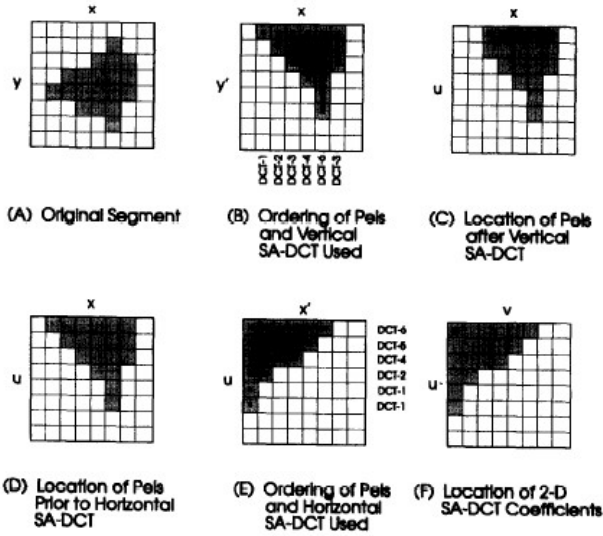 x
x
x
y
y'
u
DCT-1
DCT-2
DCT-3
DCT-4
DCT-6
DCT-3
(A) Original Segment
(B) Ordering of Pels
and Vertical
SA-DCT Used
(C) Location of Pels
after Vertical
SA-DCT
x
x'
v
u
u
u
DCT-6
DCT-5
DCT-4
DCT-2
DCT-1
DCT-1
(D) Location of Pels
Prior to Horizontal
SA-DCT
(E) Ordering of Pels
and Horizontal
SA-DCT Used
(F) Location of 2-D
SA-DCT Coefficients